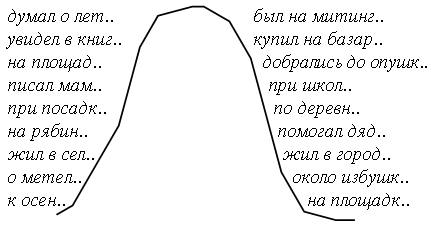 думал о лет..
увидел в книг..
на площад..
писал мам..
при посадк..
на рябин..
жил в сел..
о метел..
к осен..
был на митинг..
купил на базар..
добрались до опушк..
при школ..
по деревн..
помогал дяд..
жил в город..
около избушк..
на площадк..